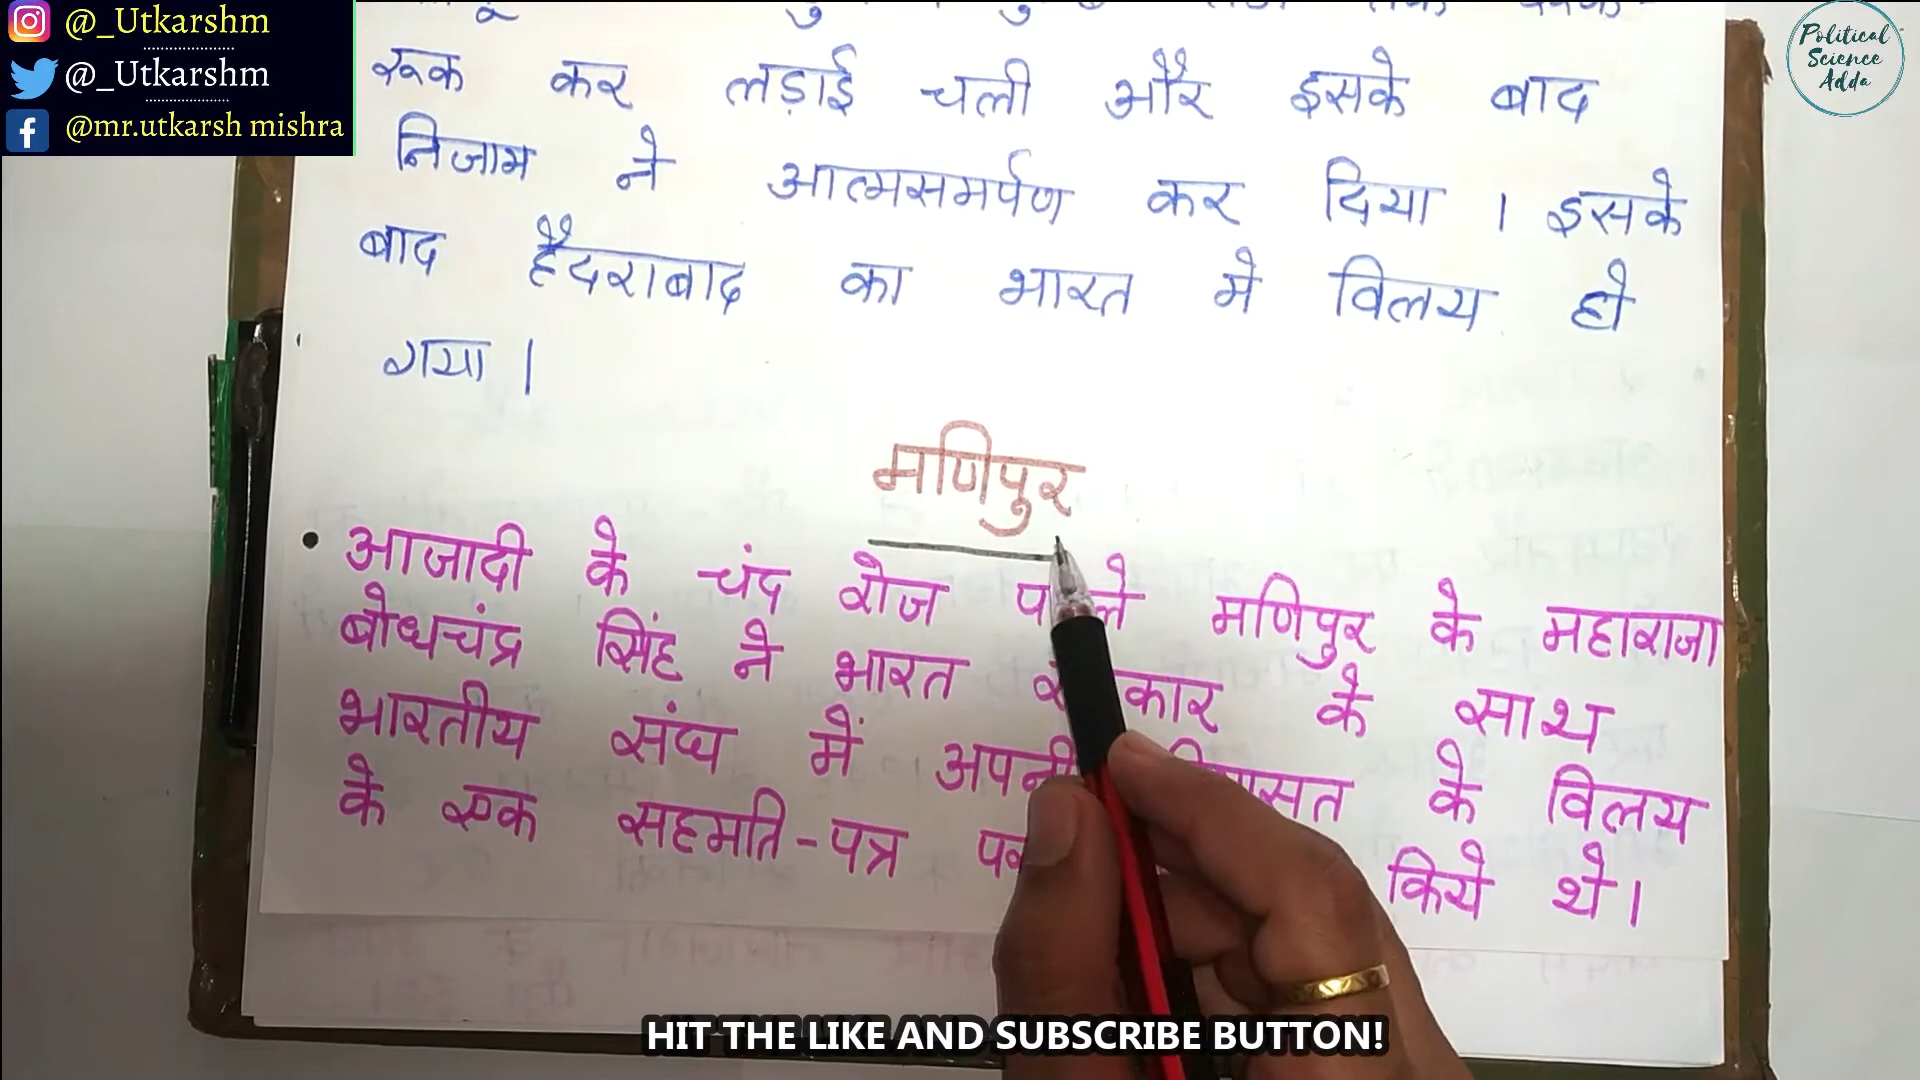 @_Utkarshm
@_Utkarshm
@mr.utkarsh mishra
Political
Science
Adda
रूक कर लड़ाई चली और इसके बाद
निजाम ने आत्मसमर्पण कर दिया । इसके
बाद हैदराबाद का भारत मे विलय हो
गया ।
मणिपुर
• आजादी के चंद रोज मणिपुर के महाराजा
बोधचंद्र सिंह ने भारत के साथ
भारतीय संघ में अपनी के विलय
के एक सहमति-पत्र किये थे।
HIT THE LIKE AND SUBSCRIBE BUTTON!